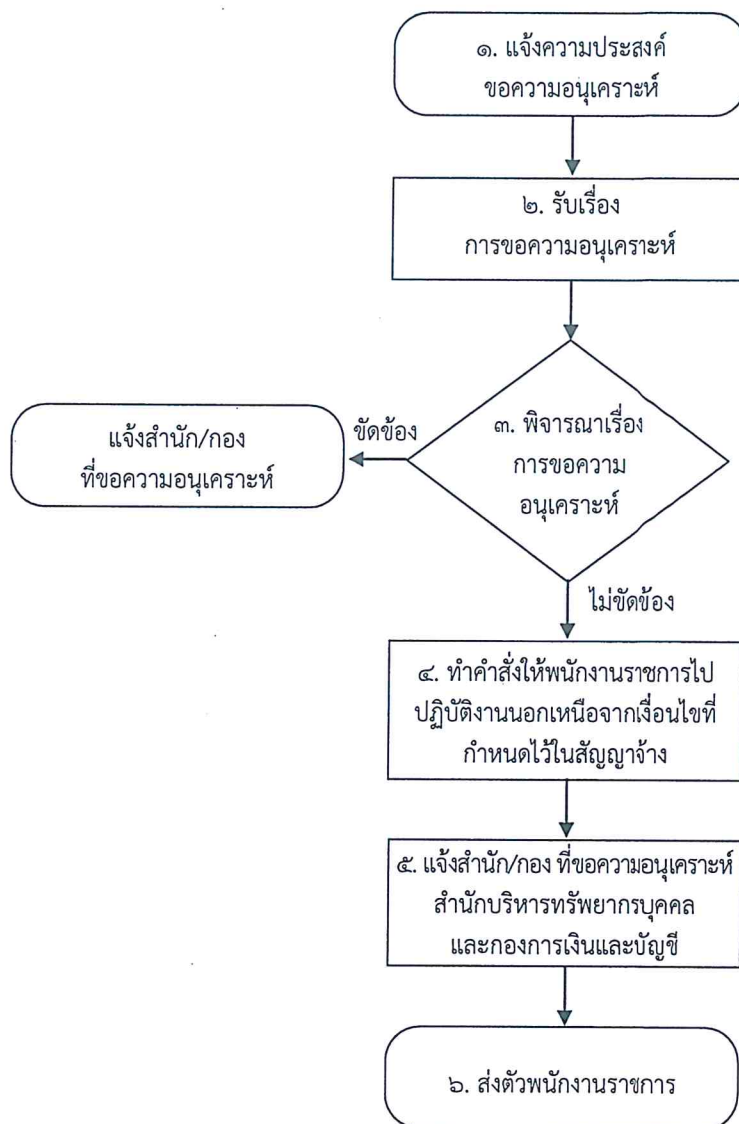 ๑. แจ้งความประสงค์
ขอความอนุเคราะห์
๒. รับเรื่อง
การขอความอนุเคราะห์
๓. พิจารณาเรื่อง
การขอความ
อนุเคราะห์
ขัดข้อง
แจ้งสำนัก/กอง
ที่ขอความอนุเคราะห์
ไม่ขัดข้อง
๔. ทำคำสั่งให้พนักงานราชการไป
ปฏิบัติงานนอกเหนือจากเงื่อนไขที่
กำหนดไว้ในสัญญาจ้าง
๕. แจ้งสำนัก/กอง ที่ขอความอนุเคราะห์
สำนักบริหารทรัพยากรบุคคล
และกองการเงินและบัญชี
๖. ส่งตัวพนักงานราชการ